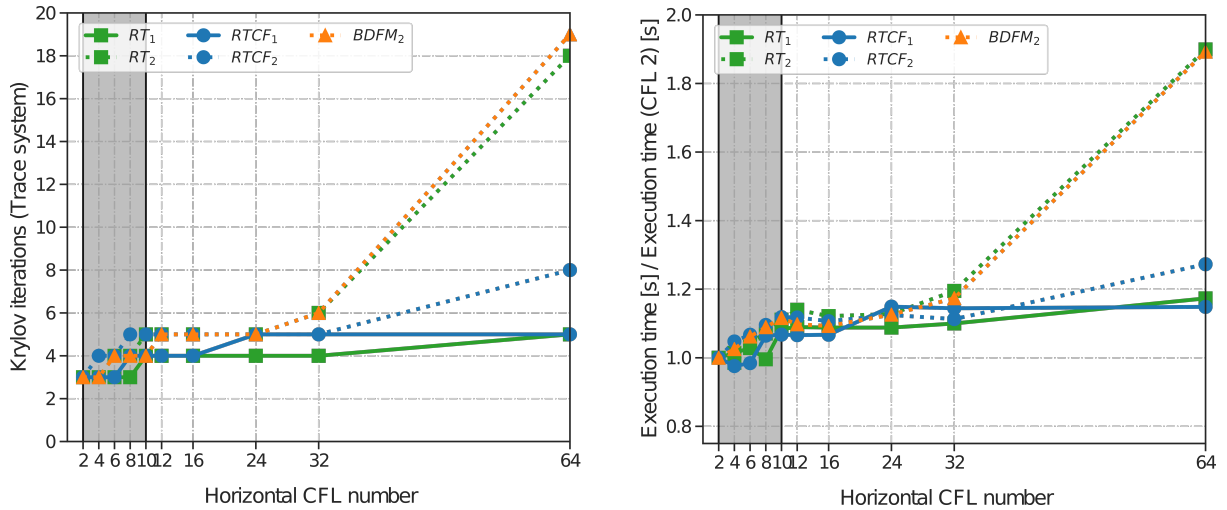 20
18
16
14
12
10
8
6
4
2
0
Krylov iterations (Trace system)
RT1 RTCF1 BDFM2
RT2 RTCF2
2 4 6 8 10 12 16 24 32 64
Horizontal CFL number
2.0
1.8
1.6
1.4
1.2
1.0
0.8
Execution time [s] / Execution time (CFL 2) [s]
RT1 RTCF1 BDFM2
RT2 RTCF2
2 4 6 8 10 12 16 24 32 64
Horizontal CFL number